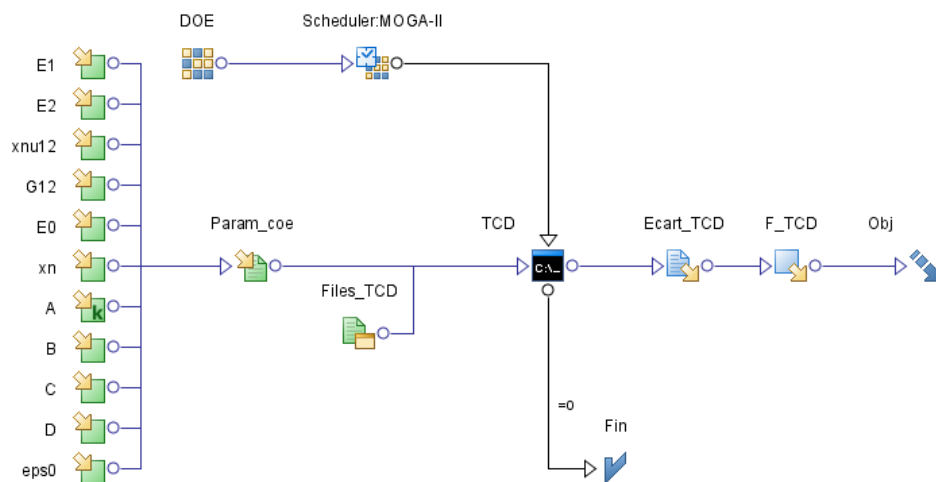 DOE
Scheduler:MOGA-II
E1
E2
xnu12
G12
E0
Param_coe
TCD
Ecart_TCD
F_TCD
Obj
xn
C:\_
Files_TCD
A
k
B
C
=0
D
Fin
eps0